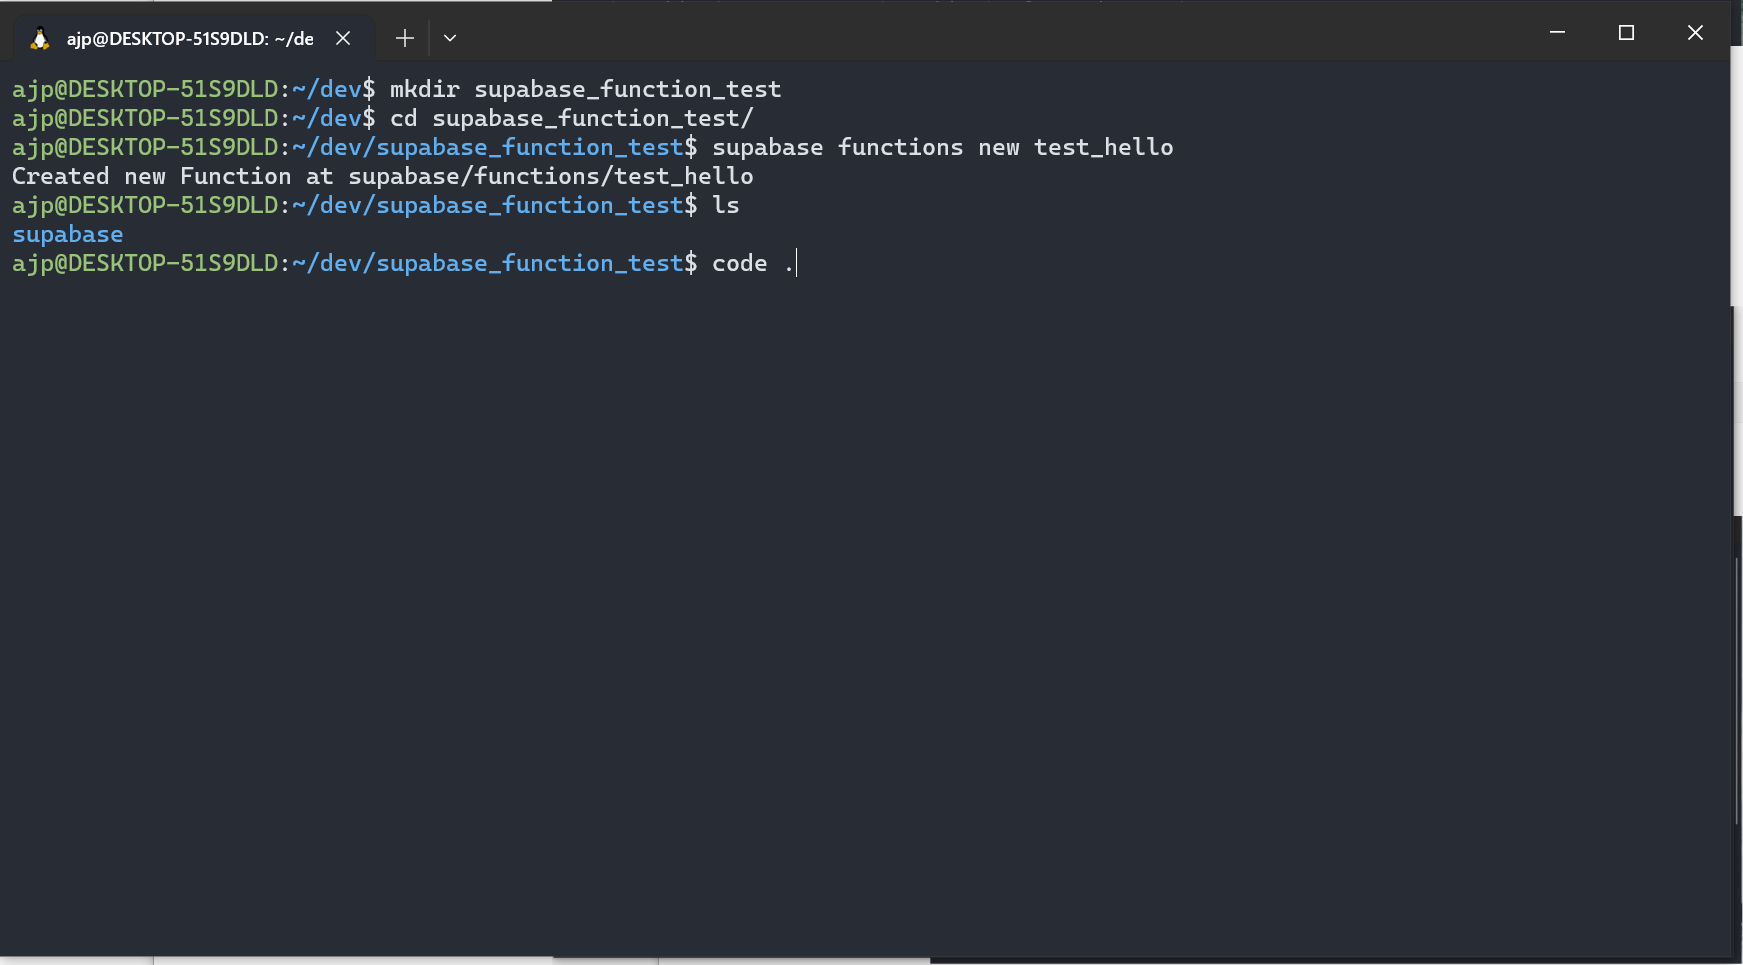 ajp@DESKTOP-51S9DLD: ~/de
ajp@DESKTOP-51S9DLD:~/dev$ mkdir supabase_function_test
ajp@DESKTOP-51S9DLD:~/dev$ cd supabase_function_test/
ajp@DESKTOP-51S9DLD:~/dev/supabase_function_test$ supabase functions new test_hello
Created new Function at supabase/functions/test_hello
ajp@DESKTOP-51S9DLD:~/dev/supabase_function_test$ ls
supabase
ajp@DESKTOP-51S9DLD:~/dev/supabase_function_test$ code .